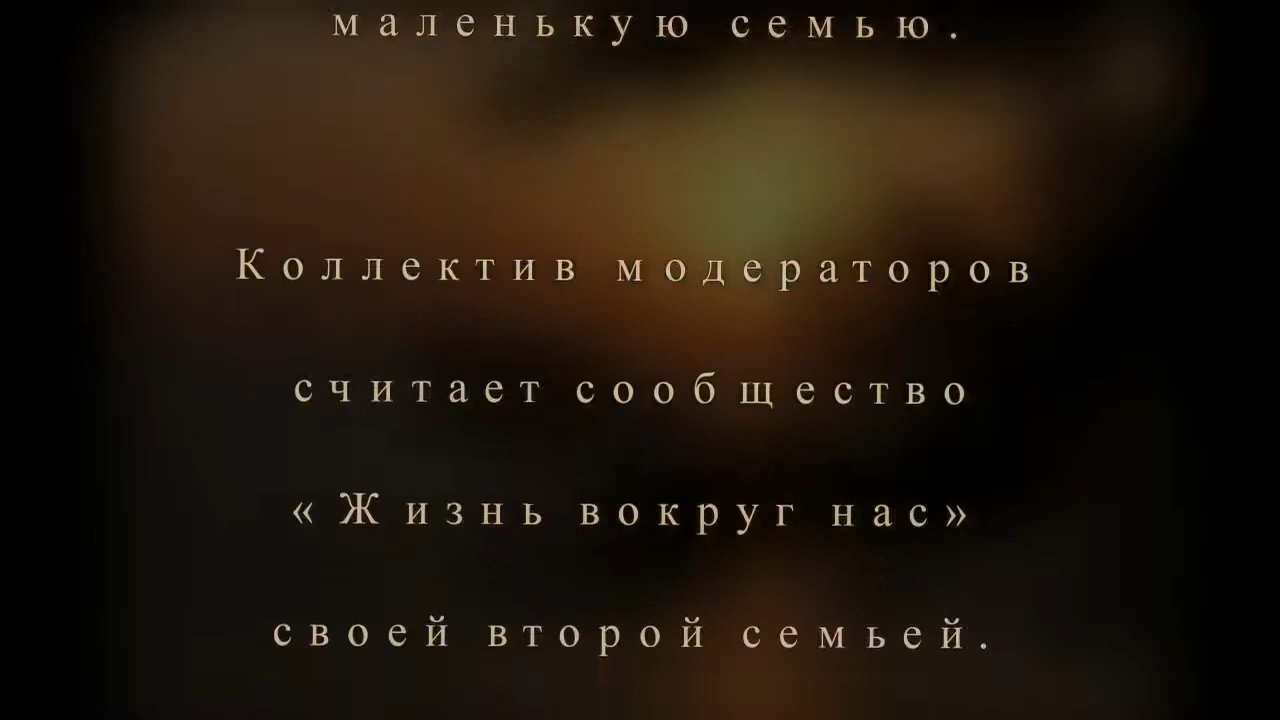 маленькую семью.
Коллектив модераторов
считает сообщество
«Жизнь вокруг нас»
своей второй семьей.